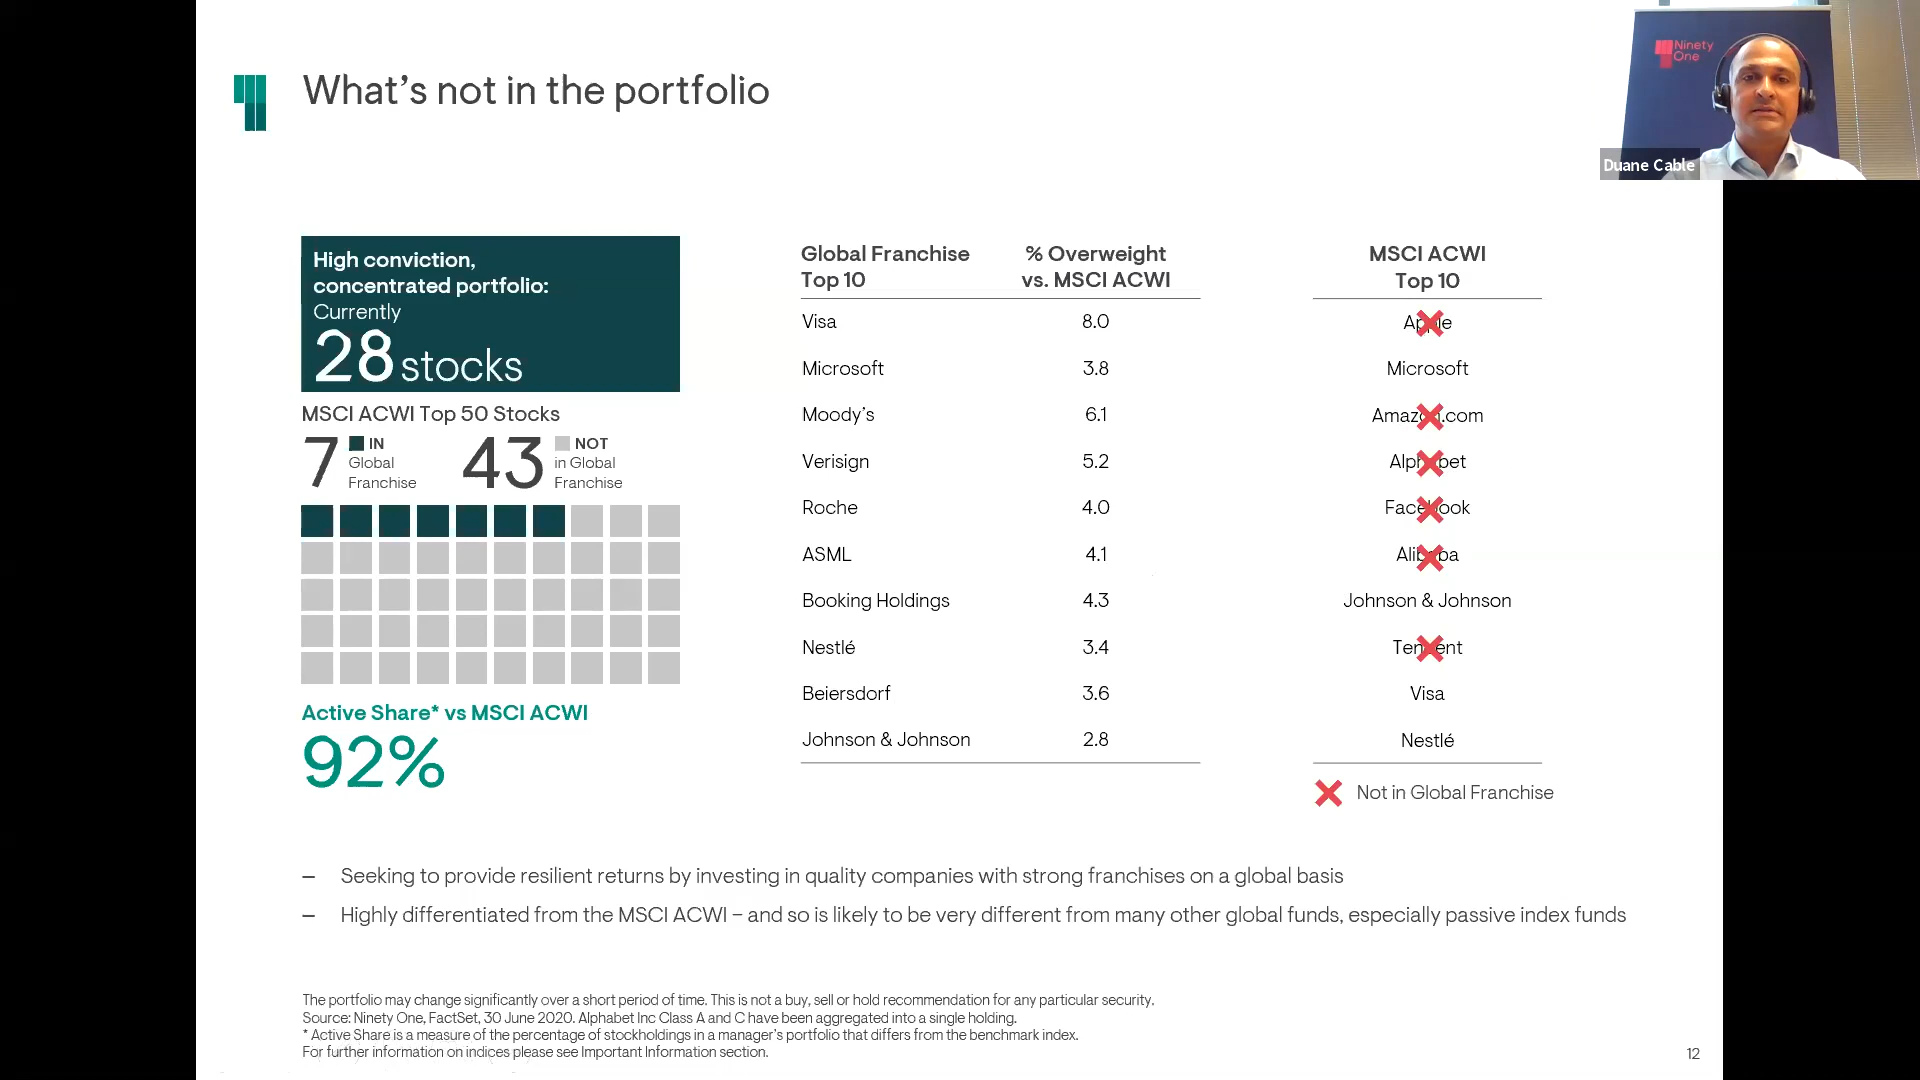 What's not in the portfolio
Ninety
One
Duane Cable
High conviction,
concentrated portfolio:
Currently
28 stocks
MSCI ACWI Top 50 Stocks
7 IN
Global
Franchise
43 NOT
in Global
Franchise
Active Share* vs MSCI ACWI
92%
Global Franchise % Overweight
Top 10 vs. MSCI ACWI
Visa 8.0
Microsoft 3.8
Moody's 6.1
Verisign 5.2
Roche 4.0
ASML 4.1
Booking Holdings 4.3
Nestlé 3.4
Beiersdorf 3.6
Johnson & Johnson 2.8
MSCI ACWI
Top 10
Apple
Microsoft
Amazon.com
Alphabet
Facebook
Alibaba
Johnson & Johnson
Tencent
Visa
Nestlé
Not in Global Franchise
– Seeking to provide resilient returns by investing in quality companies with strong franchises on a global basis
– Highly differentiated from the MSCI ACWI – and so is likely to be very different from many other global funds, especially passive index funds
The portfolio may change significantly over a short period of time. This is not a buy, sell or hold recommendation for any particular security.
Source: Ninety One, FactSet, 30 June 2020. Alphabet Inc Class A and C have been aggregated into a single holding.
* Active Share is a measure of the percentage of stockholdings in a manager's portfolio that differs from the benchmark index.
For further information on indices please see Important Information section.
12